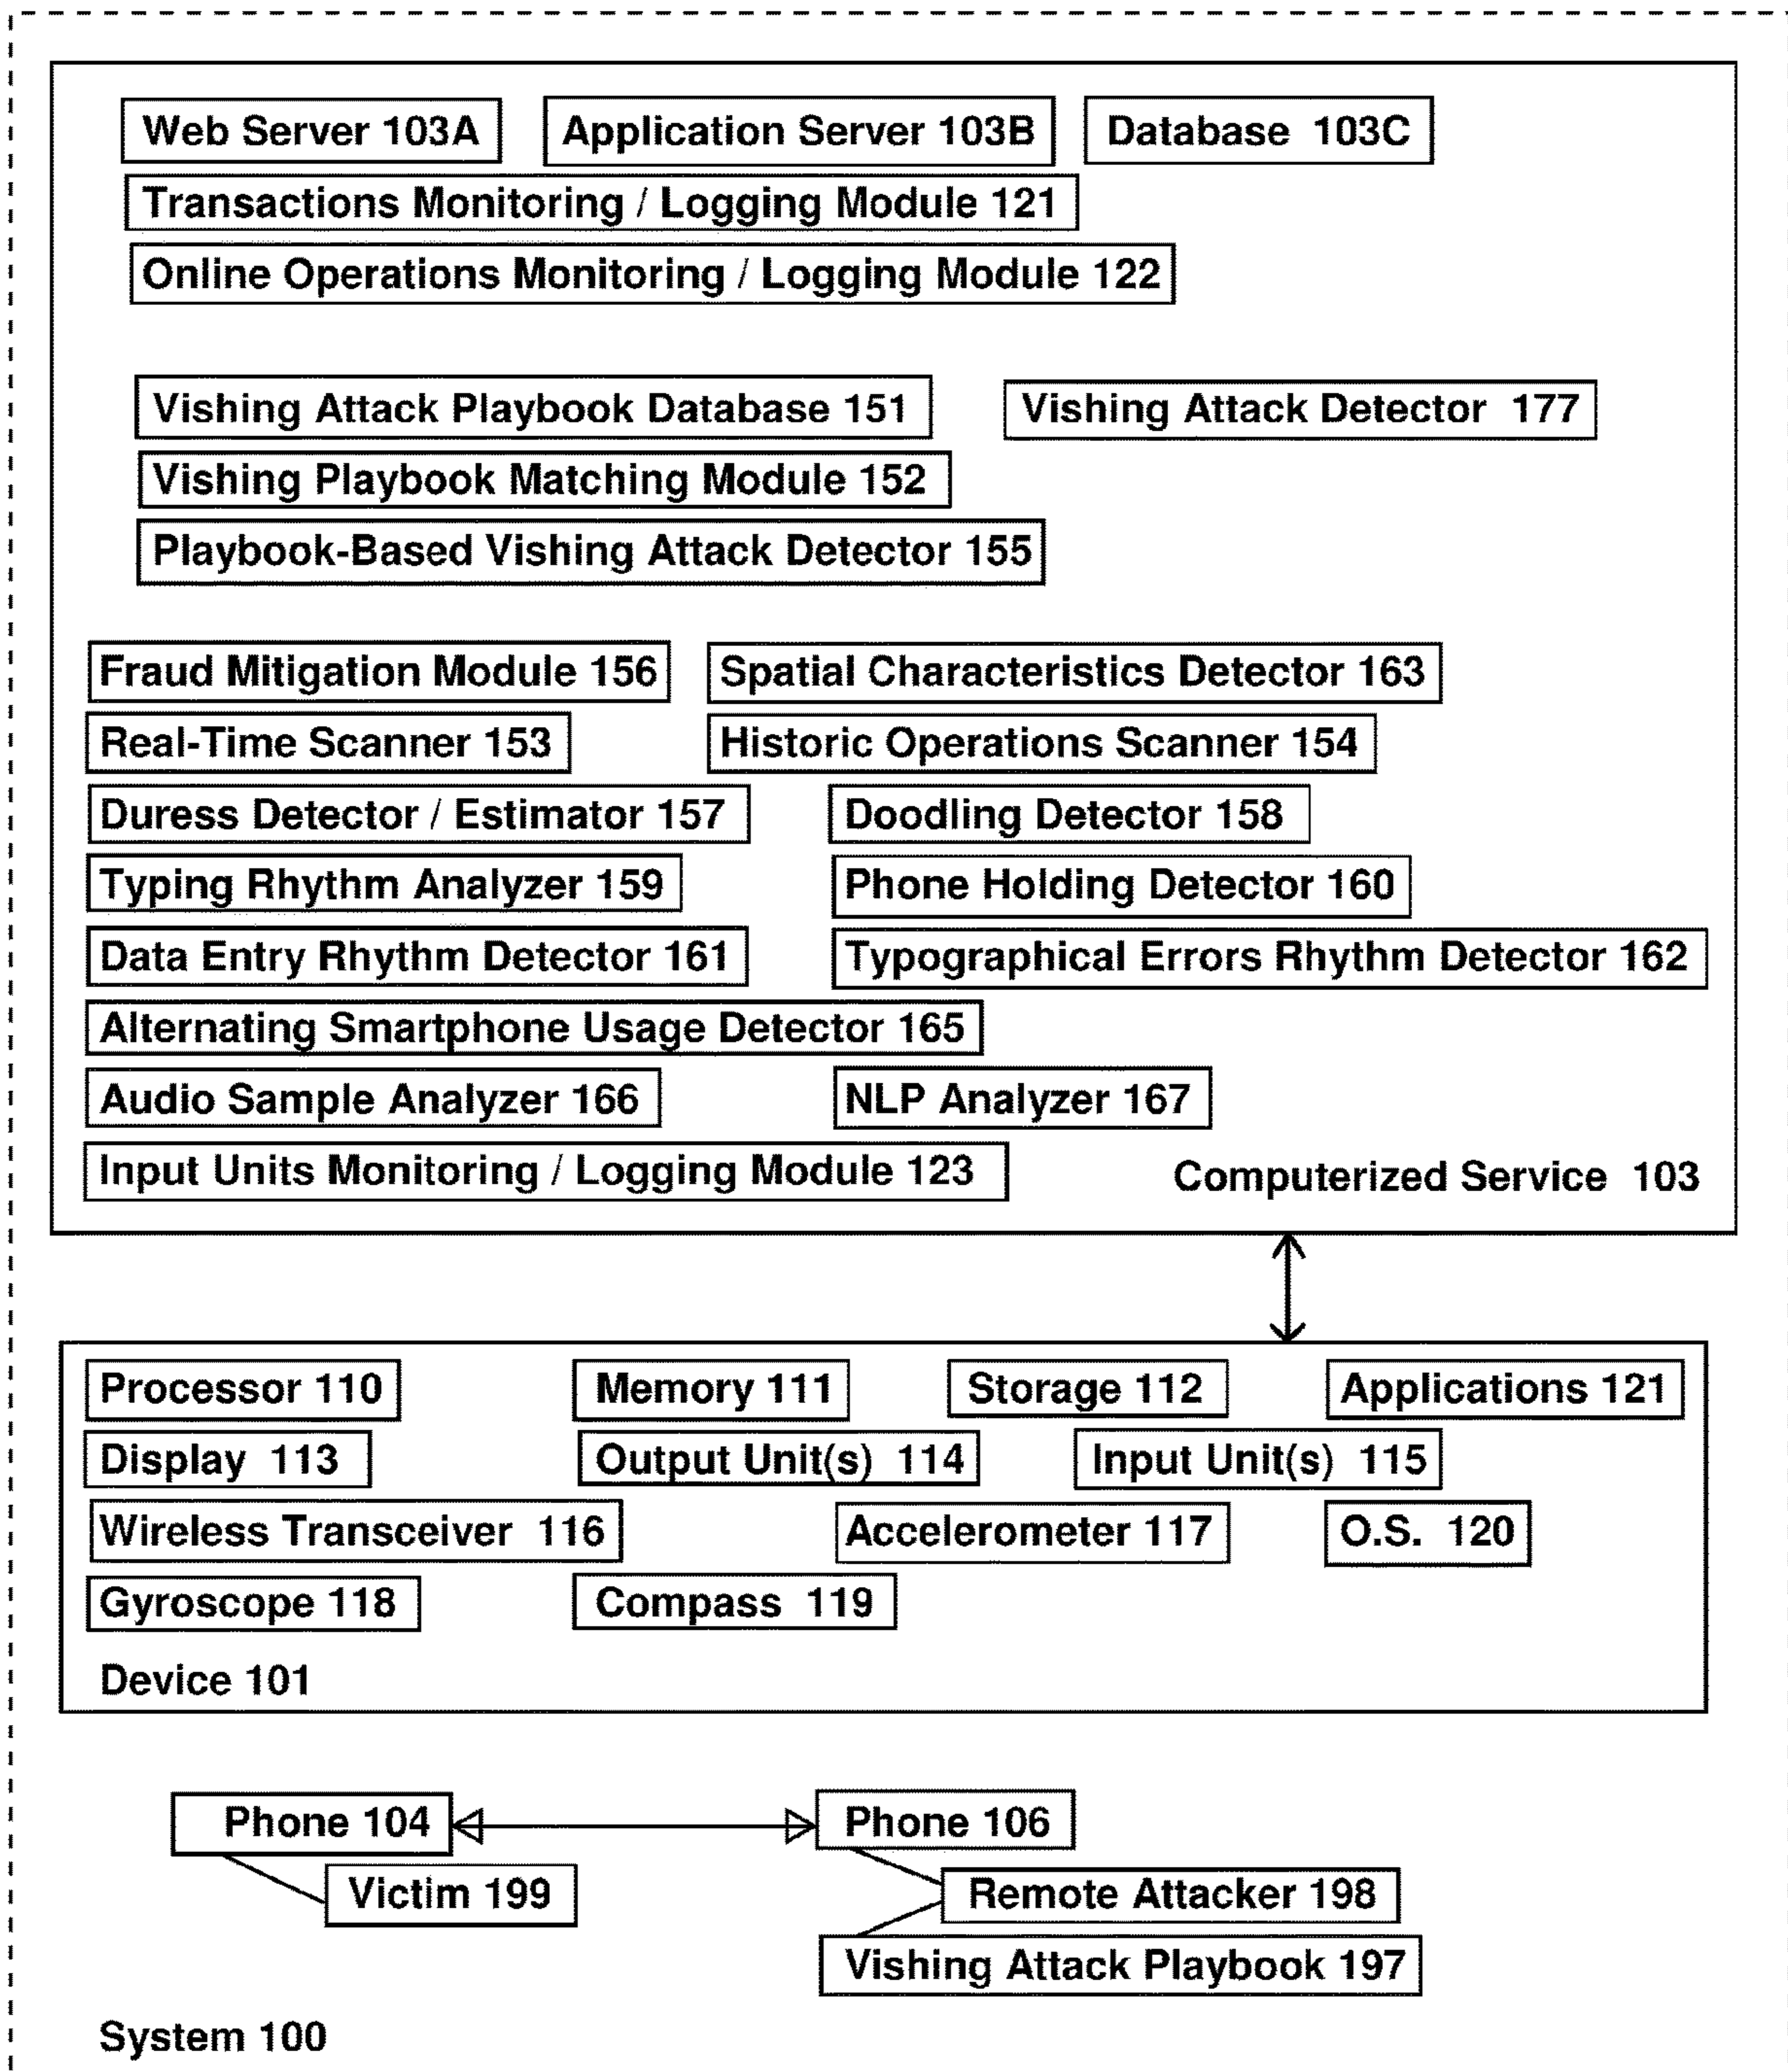 Web Server 103A Application Server 103B Database 103C
Transactions Monitoring / Logging Module 121
Online Operations Monitoring / Logging Module 122
Vishing Attack Playbook Database 151 Vishing Attack Detector 177
Vishing Playbook Matching Module 152
Playbook-Based Vishing Attack Detector 155
Fraud Mitigation Module 156 Spatial Characteristics Detector 163
Real-Time Scanner 153 Historic Operations Scanner 154
Duress Detector / Estimator 157 Doodling Detector 158
Typing Rhythm Analyzer 159 Phone Holding Detector 160
Data Entry Rhythm Detector 161 Typographical Errors Rhythm Detector 162
Alternating Smartphone Usage Detector 165
Audio Sample Analyzer 166 NLP Analyzer 167
Input Units Monitoring / Logging Module 123 Computerized Service 103
Processor 110 Memory 111 Storage 112 Applications 121
Display 113 Output Unit(s) 114 Input Unit(s) 115
Wireless Transceiver 116 Accelerometer 117 O.S. 120
Gyroscope 118 Compass 119
Device 101
Phone 104 Phone 106
Victim 199 Remote Attacker 198
Vishing Attack Playbook 197
System 100